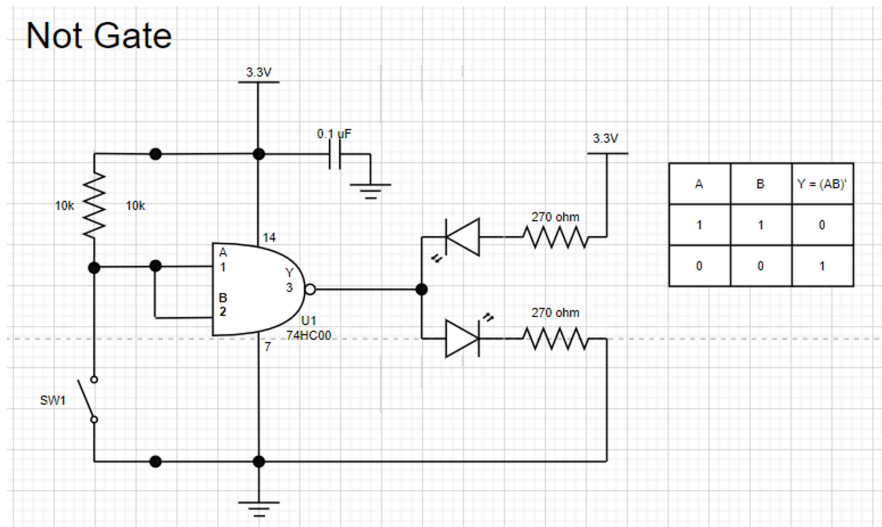 Not Gate
3.3V
0.1 uF
3.3V
10k
10k
14
A
1
B
2
Y
3
U1
74HC00
7
270 ohm
270 ohm
SW1
A B Y = (AB)'
1 1 0
0 0 1